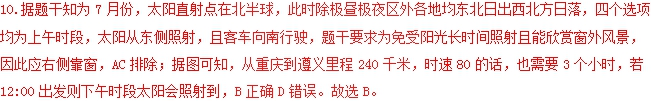 10.据题干知为 7 月份，太阳直射点在北半球，此时除极昼极夜区外各地均东北日出西北方日落，四个选项
均为上午时段，太阳从东侧照射，且客车向南行驶，题干要求为免受阳光长时间照射且能欣赏窗外风景，
因此应右侧靠窗，AC 排除；据图可知，从重庆到遵义里程 240 千米，时速 80 的话，也需要 3 个小时，若
12:00 出发则下午时段太阳会照射到，B 正确 D 错误。故选 B。